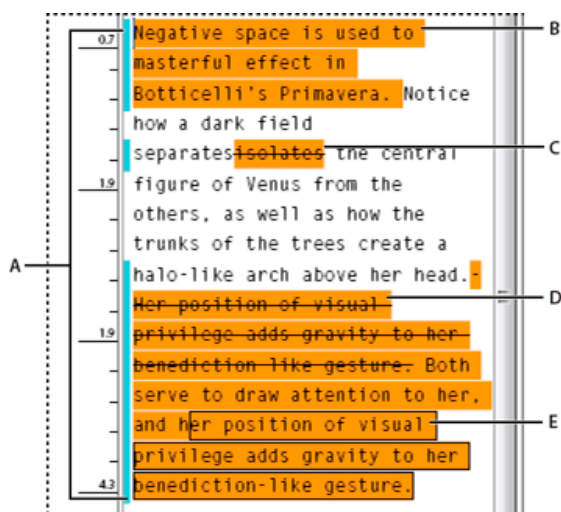 0.7 Negative space is used to B
masterful effect in
Botticelli's Primavera. Notice
how a dark field
separatesisolates the central C
1.9 figure of Venus from the
others, as well as how the
trunks of the trees create a
A halo-like arch above her head.-
Her position of visual D
1.9 privilege adds gravity to her
benediction like gesture. Both
serve to draw attention to her,
and her position of visual E
privilege adds gravity to her
4.3 benediction-like gesture.